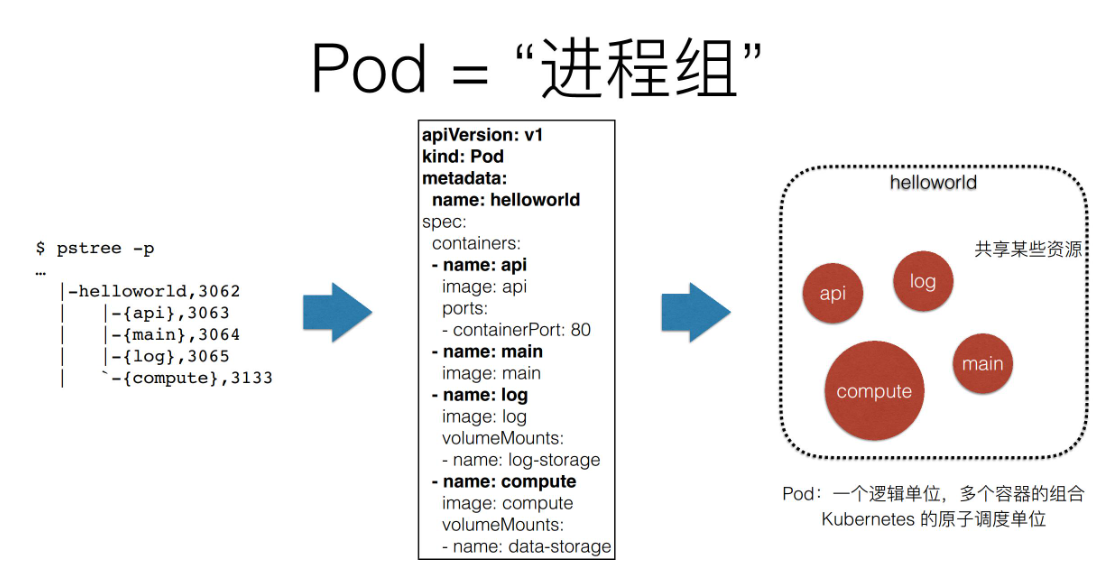 Pod = “进程组”
$ pstree -p
…
|-helloworld,3062
|   |-{api},3063
|   |-{main},3064
|   |-{log},3065
|   `-{compute},3133
apiVersion: v1
kind: Pod
metadata:
  name: helloworld
spec:
  containers:
  - name: api
    image: api
    ports:
    - containerPort: 80
  - name: main
    image: main
  - name: log
    image: log
    volumeMounts:
    - name: log-storage
  - name: compute
    image: compute
    volumeMounts:
    - name: data-storage
helloworld
共享某些资源
api
log
main
compute
Pod：一个逻辑单位，多个容器的组合
Kubernetes 的原子调度单位